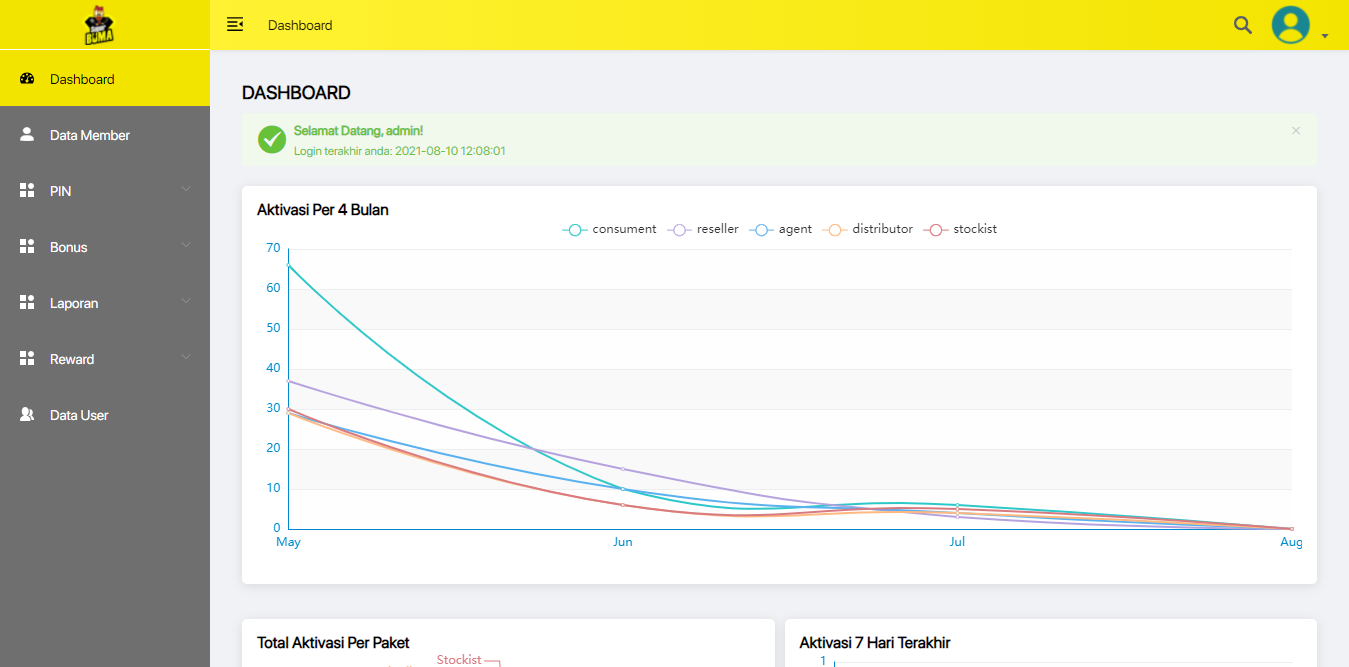 BUMA
Dashboard
Dashboard
Data Member
PIN
Bonus
Laporan
Reward
Data User
DASHBOARD
Selamat Datang, admin!
Login terakhir anda: 2021-08-10 12:08:01
×
Aktivasi Per 4 Bulan
consument reseller agent distributor stockist
70
60
50
40
30
20
10
0
May Jun Jul Aug
Total Aktivasi Per Paket
Stockist
Aktivasi 7 Hari Terakhir
1